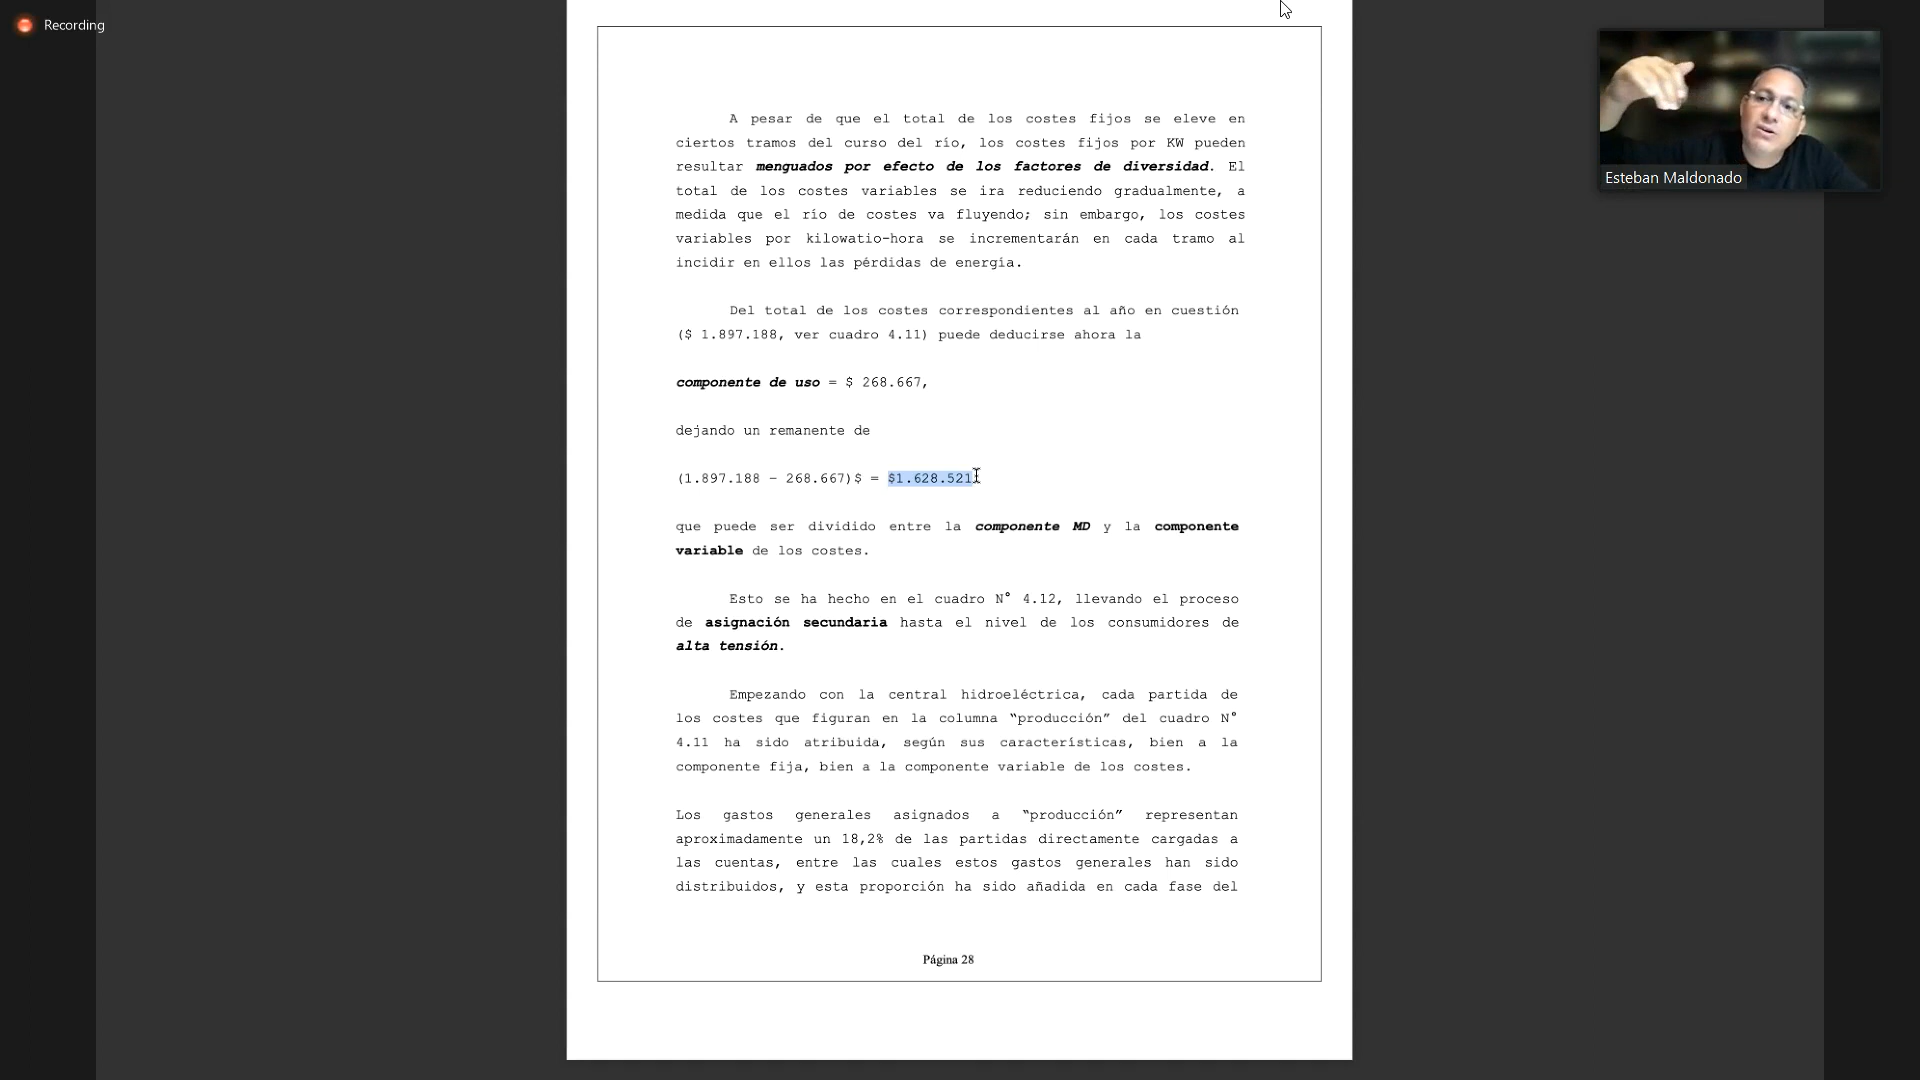 Recording
A pesar de que el total de los costes fijos se eleve en
ciertos tramos del curso del río, los costes fijos por KW pueden
resultar menguados por efecto de los factores de diversidad. El
total de los costes variables se ira reduciendo gradualmente, a
medida que el río de costes va fluyendo; sin embargo, los costes
variables por kilowatio-hora se incrementarán en cada tramo al
incidir en ellos las pérdidas de energía.
Del total de los costes correspondientes al año en cuestión
($ 1.897.188, ver cuadro 4.11) puede deducirse ahora la
componente de uso = $ 268.667,
dejando un remanente de
(1.897.188 – 268.667)$ = $1.628.521
que puede ser dividido entre la componente MD y la componente
variable de los costes.
Esto se ha hecho en el cuadro N° 4.12, llevando el proceso
de asignación secundaria hasta el nivel de los consumidores de
alta tensión.
Empezando con la central hidroeléctrica, cada partida de
los costes que figuran en la columna “producción” del cuadro N°
4.11 ha sido atribuida, según sus características, bien a la
componente fija, bien a la componente variable de los costes.
Los gastos generales asignados a “producción” representan
aproximadamente un 18,2% de las partidas directamente cargadas a
las cuentas, entre las cuales estos gastos generales han sido
distribuidos, y esta proporción ha sido añadida en cada fase del
Página 28
Esteban Maldonado